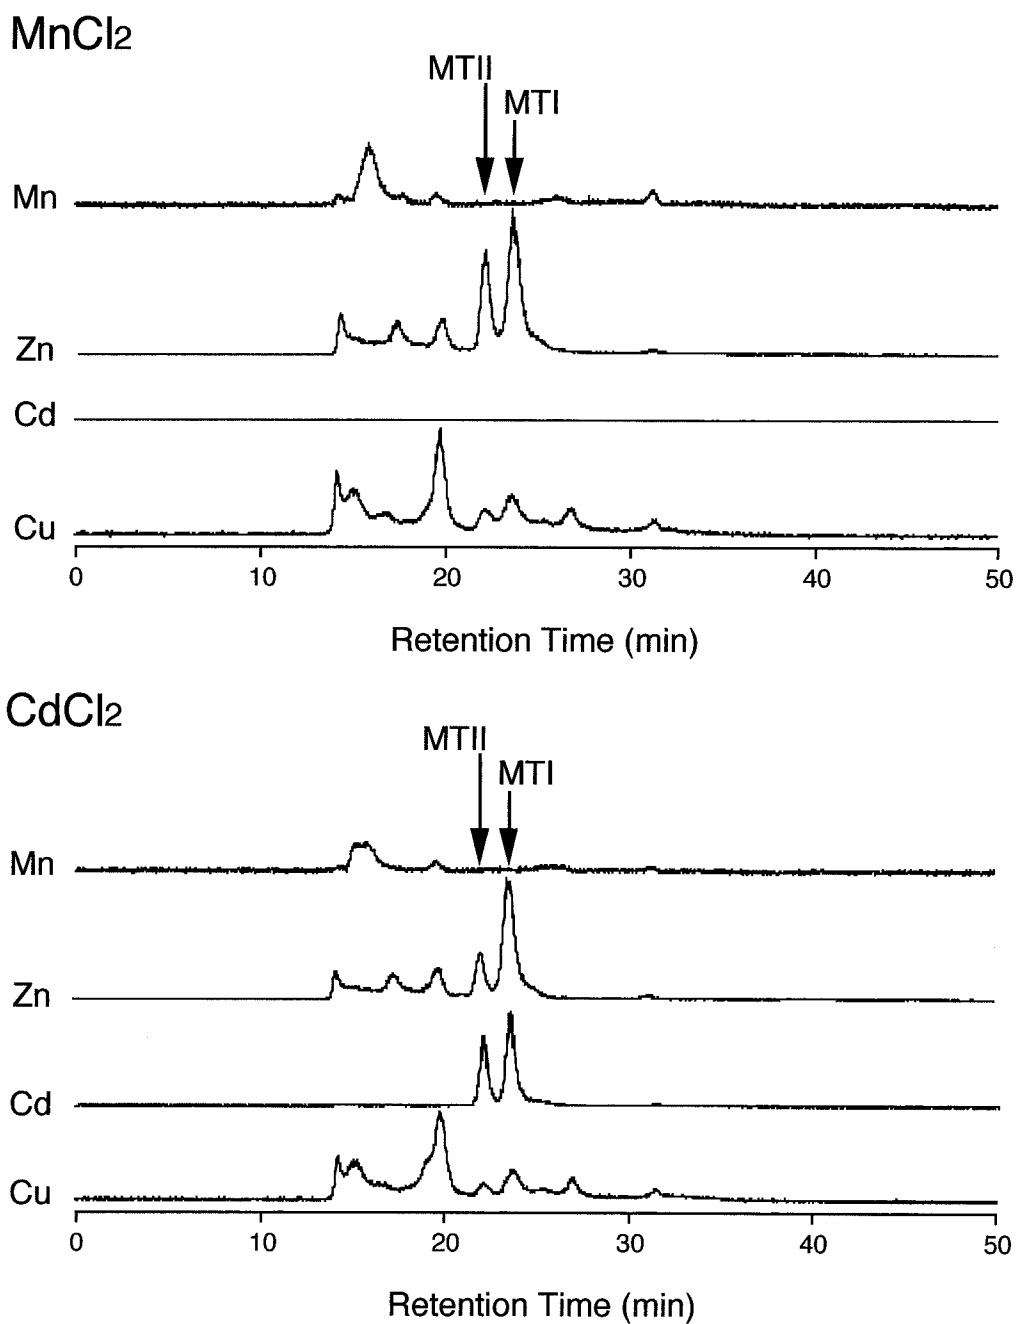 MnCl2
MTII
MTI
Mn
Zn
Cd
Cu
0 10 20 30 40 50
Retention Time (min)
CdCl2
MTII
MTI
Mn
Zn
Cd
Cu
0 10 20 30 40 50
Retention Time (min)